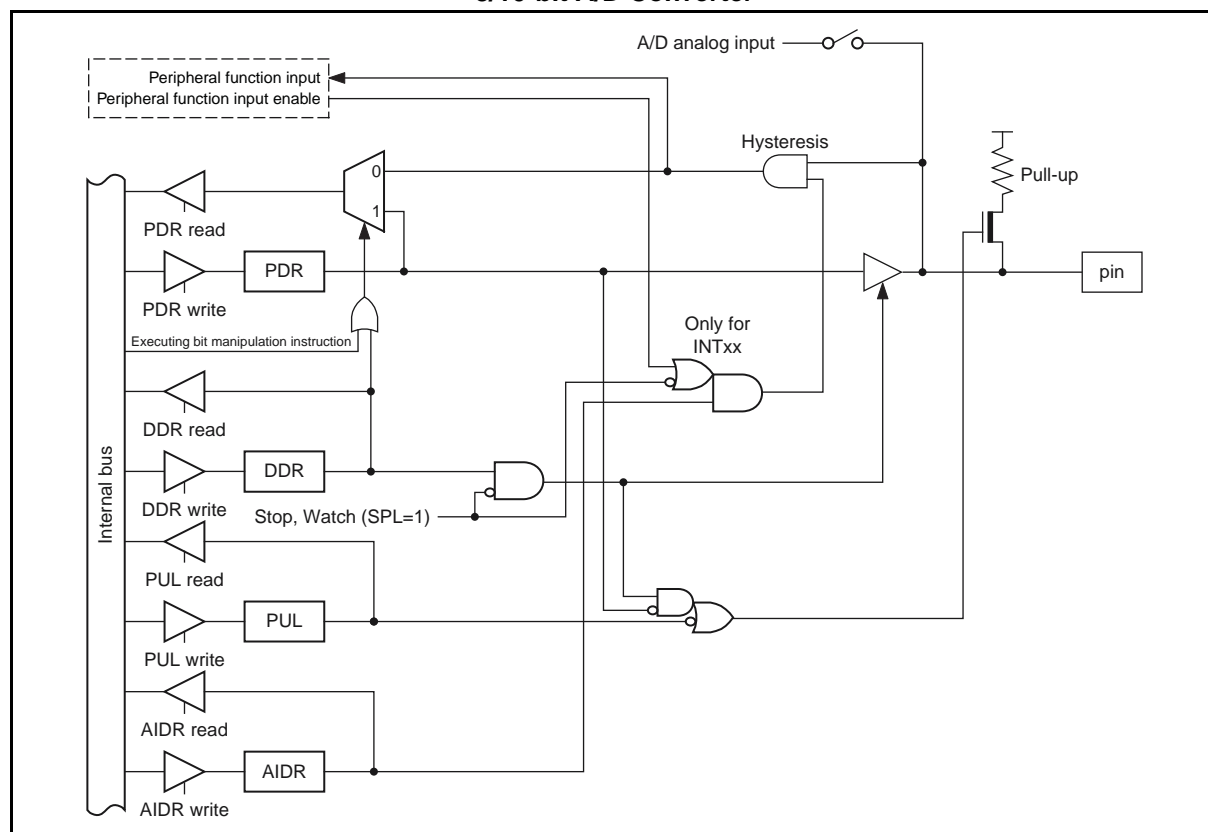 A/D analog input
Peripheral function input
Peripheral function input enable
Hysteresis
Pull-up
0
1
PDR read
PDR
pin
PDR write
Only for
INTxx
Executing bit manipulation instruction
DDR read
Internal bus
DDR
DDR write
Stop, Watch (SPL=1)
PUL read
PUL
PUL write
AIDR read
AIDR
AIDR write